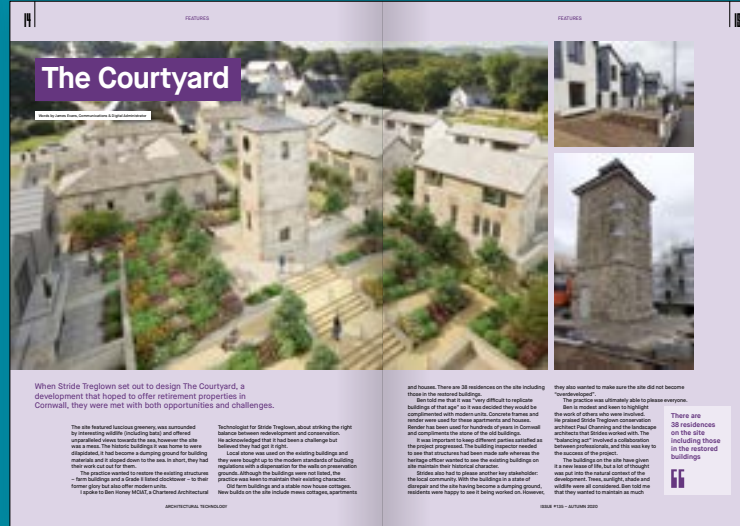 14
FEATURES
FEATURES
The Courtyard
Words by James Evans, Communications & Digital Administrator
When Stride Treglown set out to design The Courtyard, a
development that hoped to offer retirement properties in
Cornwall, they were met with both opportunities and challenges.
The site featured luscious greenery, was surrounded
by interesting wildlife (including bats) and offered
unparalleled views towards the sea, however the site
was a mess. The historic buildings it was home to were
dilapidated, it had become a dumping ground for building
materials and it sloped down to the sea. In short, they had
their work cut out for them.
The practice wanted to restore the existing structures
– farm buildings and a Grade II listed clocktower – to their
former glory but also offer modern units.
I spoke to Ben Honey MCIAT, a Chartered Architectural
Technologist for Stride Treglown, about striking the right
balance between redevelopment and conservation.
He acknowledged that it had been a challenge but
believed they had got it right.
Local stone was used on the existing buildings and
they were bought up to the modern standards of building
regulations with a dispensation for the walls on preservation
grounds. Although the buildings were not listed, the
practice was keen to maintain their existing character.
Old farm buildings and a stable now house cottages.
New builds on the site include mews cottages, apartments
and houses. There are 38 residences on the site including
those in the restored buildings.
Ben told me that it was "very difficult to replicate
buildings of that age" so it was decided they would be
complimented with modern units. Concrete frames and
render were used for these apartments and houses.
Render has been used for hundreds of years in Cornwall
and compliments the stone of the old buildings.
It was important to keep different parties satisfied as
the project progressed. The building inspector needed
to see that structures had been made safe whereas the
heritage officer wanted to see the existing buildings on
site maintain their historical character.
Strides also had to please another key stakeholder:
the local community. With the buildings in a state of
disrepair and the site having become a dumping ground,
residents were happy to see it being worked on. However,
they also wanted to make sure the site did not become
"overdeveloped".
The practice was ultimately able to please everyone.
Ben is modest and keen to highlight
the work of others who were involved.
He praised Stride Treglown conservation
architect Paul Channing and the landscape
architects that Strides worked with. The
"balancing act" involved a collaboration
between professionals, and this was key to
the success of the project.
The buildings on the site have given
it a new lease of life, but a lot of thought
was put into the natural context of the
development. Trees, sunlight, shade and
wildlife were all considered. Ben told me
that they wanted to maintain as much
There are
38 residences
on the site
including those
in the restored
buildings
ARCHITECTURAL TECHNOLOGY
ISSUE #135 – AUTUMN 2020